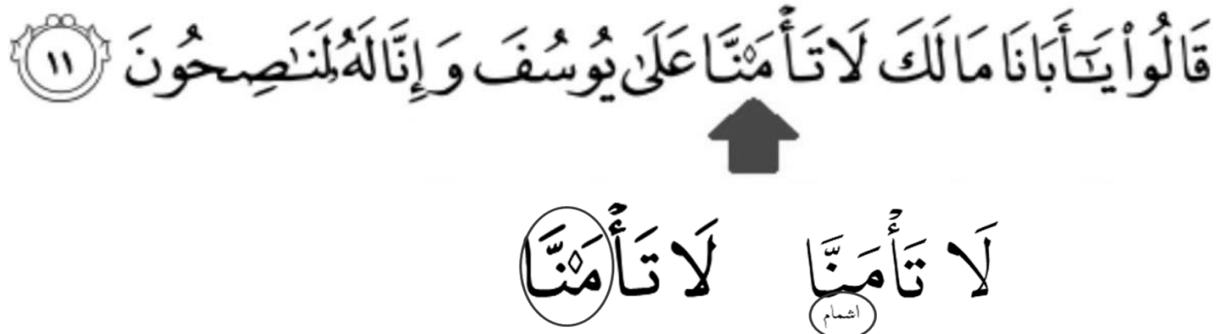 قَالُوا۟ يَـٰٓأَبَانَا مَا لَكَ لَا تَأْمَ۫نَّا عَلَىٰ يُوسُفَ وَإِنَّا لَهُۥ لَنَـٰصِحُونَ ١١
لَا تَأْمَنَّا لَا تَأْمَ۫نَّا
اشمام